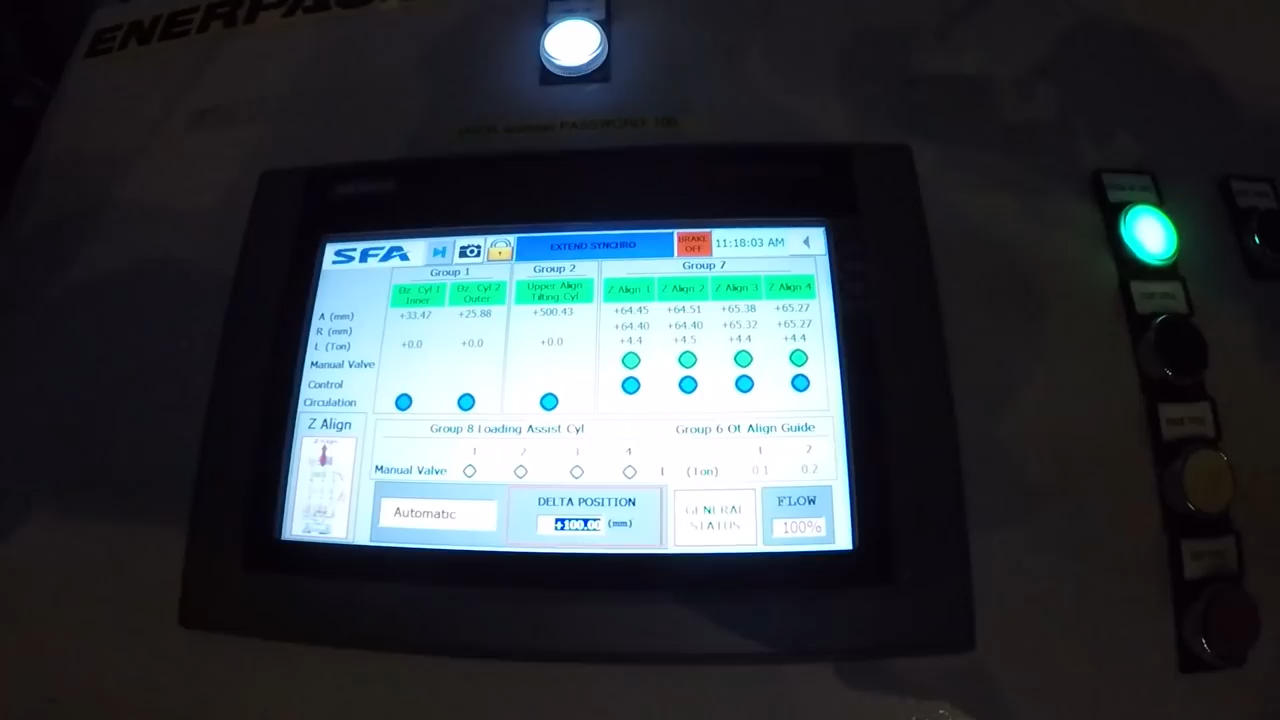 ENERPAC
PASSWORD 100
SFA
EXTEND SYNCHRO
BRAKE OFF
11:18:03 AM
Group 1
Group 2
Group 7
Oz. Cyl 1 Inner
Oz. Cyl 2 Outer
Upper Align Tilting Cyl
Z Align 1
Z Align 2
Z Align 3
Z Align 4
A (mm) +33.47 +25.88 +500.43 +64.45 +64.51 +65.38 +65.27
R (mm) +64.40 +64.40 +65.32 +65.27
L (Ton) +0.0 +0.0 +0.0 +4.4 +4.5 +4.4 +4.4
Manual Valve
Control
Circulation
Z Align
Group 8 Loading Assist Cyl
Group 6 Ot Align Guide
1 2 3 4 1 2
Manual Valve
L (Ton) 0.1 0.2
Automatic
DELTA POSITION
+100.00 (mm)
GENERAL STATUS
FLOW
100%